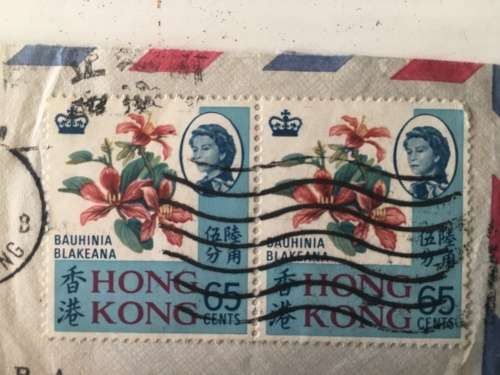 BAUHINIA
BLAKEANA
陸角
伍分
香港
HONG
KONG
65
CENTS
BAUHINIA
BLAKEANA
陸角
伍分
香港
HONG
KONG
65
CENTS
B
NG